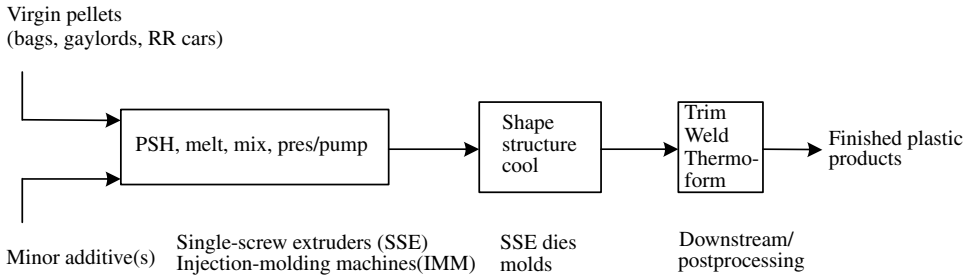 Virgin pellets
(bags, gaylords, RR cars)
PSH, melt, mix, pres/pump
Shape
structure
cool
Trim
Weld
Thermo-
form
Finished plastic
products
Minor additive(s)
Single-screw extruders (SSE)
Injection-molding machines(IMM)
SSE dies
molds
Downstream/
postprocessing